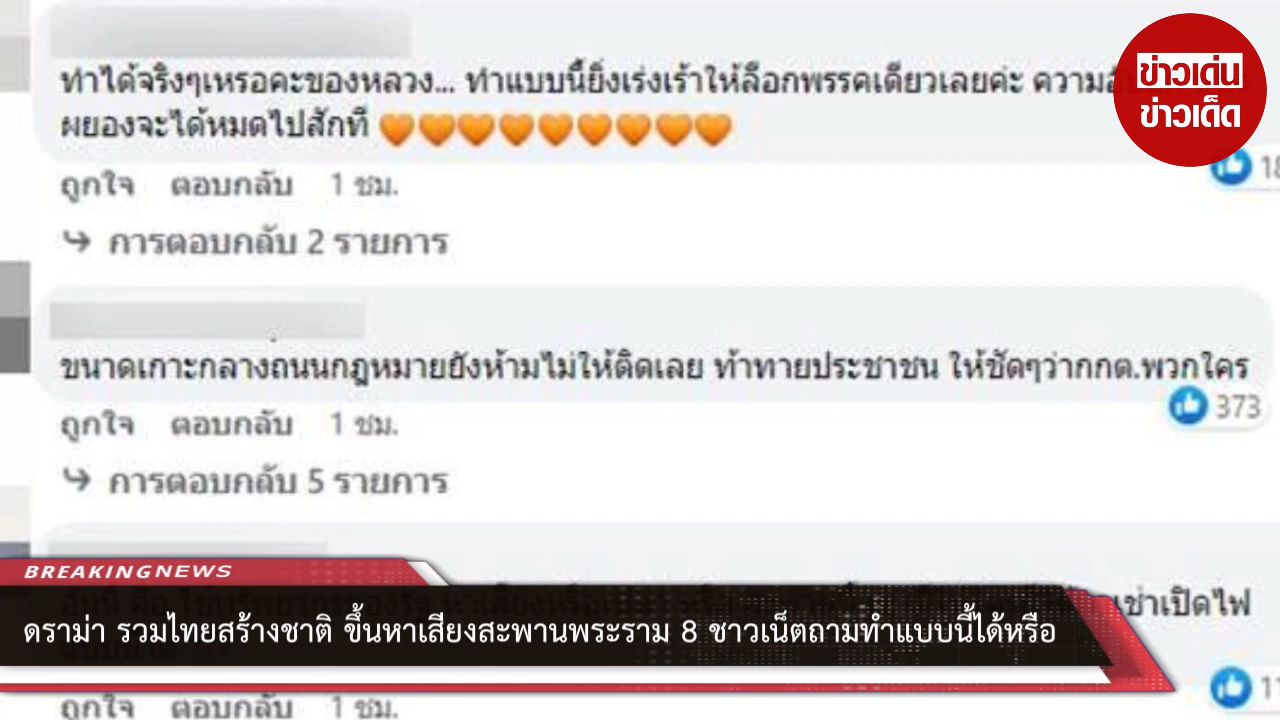 ทำได้จริงๆเหรอคะของหลวง... ทำแบบนี้ยิ่งเร่งเร้าให้ล็อกพรรคเดียวเลยค่ะ
ผยองจะได้หมดไปสักที 🧡🧡🧡🧡🧡🧡🧡🧡🧡
ข่าวเด่น
ข่าวเด็ด
ถูกใจ ตอบกลับ 1 ชม.
18
การตอบกลับ 2 รายการ
ขนาดเกาะกลางถนนกฎหมายยังห้ามไม่ให้ติดเลย ท้าทายประชาชน ให้ชัดๆว่ากกต.พวกใคร
ถูกใจ ตอบกลับ 1 ชม.
373
การตอบกลับ 5 รายการ
BREAKINGNEWS
เช่าเปิดไฟ
ดราม่า รวมไทยสร้างชาติ ขึ้นหาเสียงสะพานพระราม 8 ชาวเน็ตถามทำแบบนี้ได้หรือ
ถูกใจ ตอบกลับ 1 ชม.